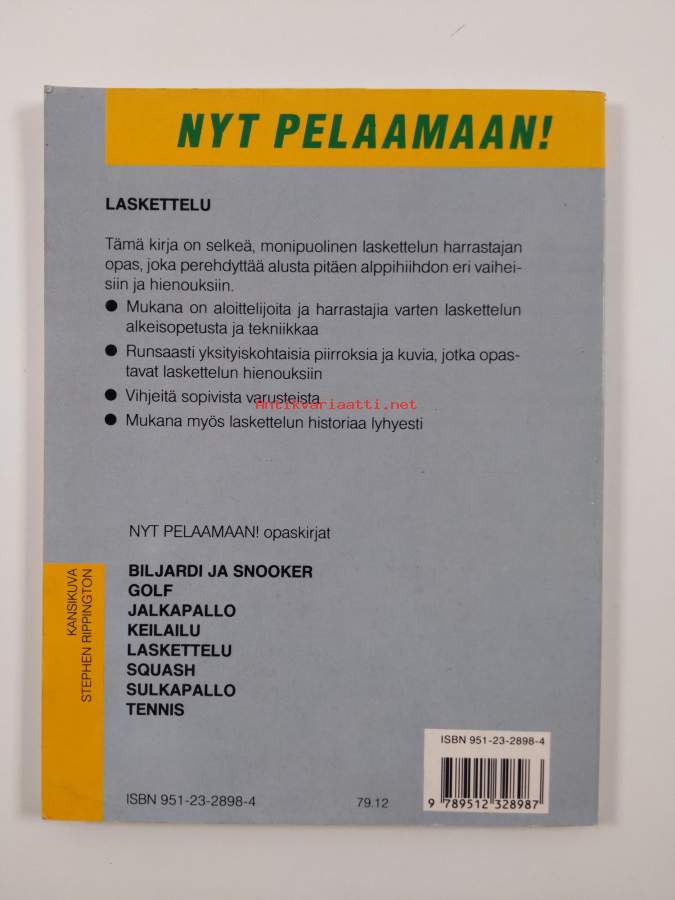 NYT PELAAMAAN!
LASKETTELU
Tämä kirja on selkeä, monipuolinen laskettelun harrastajan
opas, joka perehdyttää alusta pitäen alppihiihdon eri vaihei-
siin ja hienouksiin.
● Mukana on aloittelijoita ja harrastajia varten laskettelun
alkeisopetusta ja tekniikkaa
● Runsaasti yksityiskohtaisia piirroksia ja kuvia, jotka opas-
tavat laskettelun hienouksiin
● Vihjeitä sopivista varusteista
Antikvariaatti.net
● Mukana myös laskettelun historiaa lyhyesti
NYT PELAAMAAN! opaskirjat
BILJARDI JA SNOOKER
GOLF
JALKAPALLO
KEILAILU
LASKETTELU
SQUASH
SULKAPALLO
TENNIS
KANSIKUVA
STEPHEN RIPPINGTON
ISBN 951-23-2898-4
9 789512 328987
ISBN 951-23-2898-4 79.12